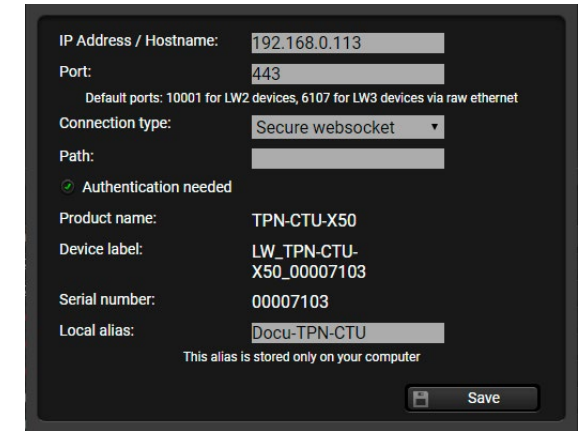 IP Address / Hostname: 192.168.0.113
Port: 443
Default ports: 10001 for LW2 devices, 6107 for LW3 devices via raw ethernet
Connection type: Secure websocket
Path:
Authentication needed
Product name: TPN-CTU-X50
Device label: LW_TPN-CTU-
X50_00007103
Serial number: 00007103
Local alias: Docu-TPN-CTU
This alias is stored only on your computer
Save